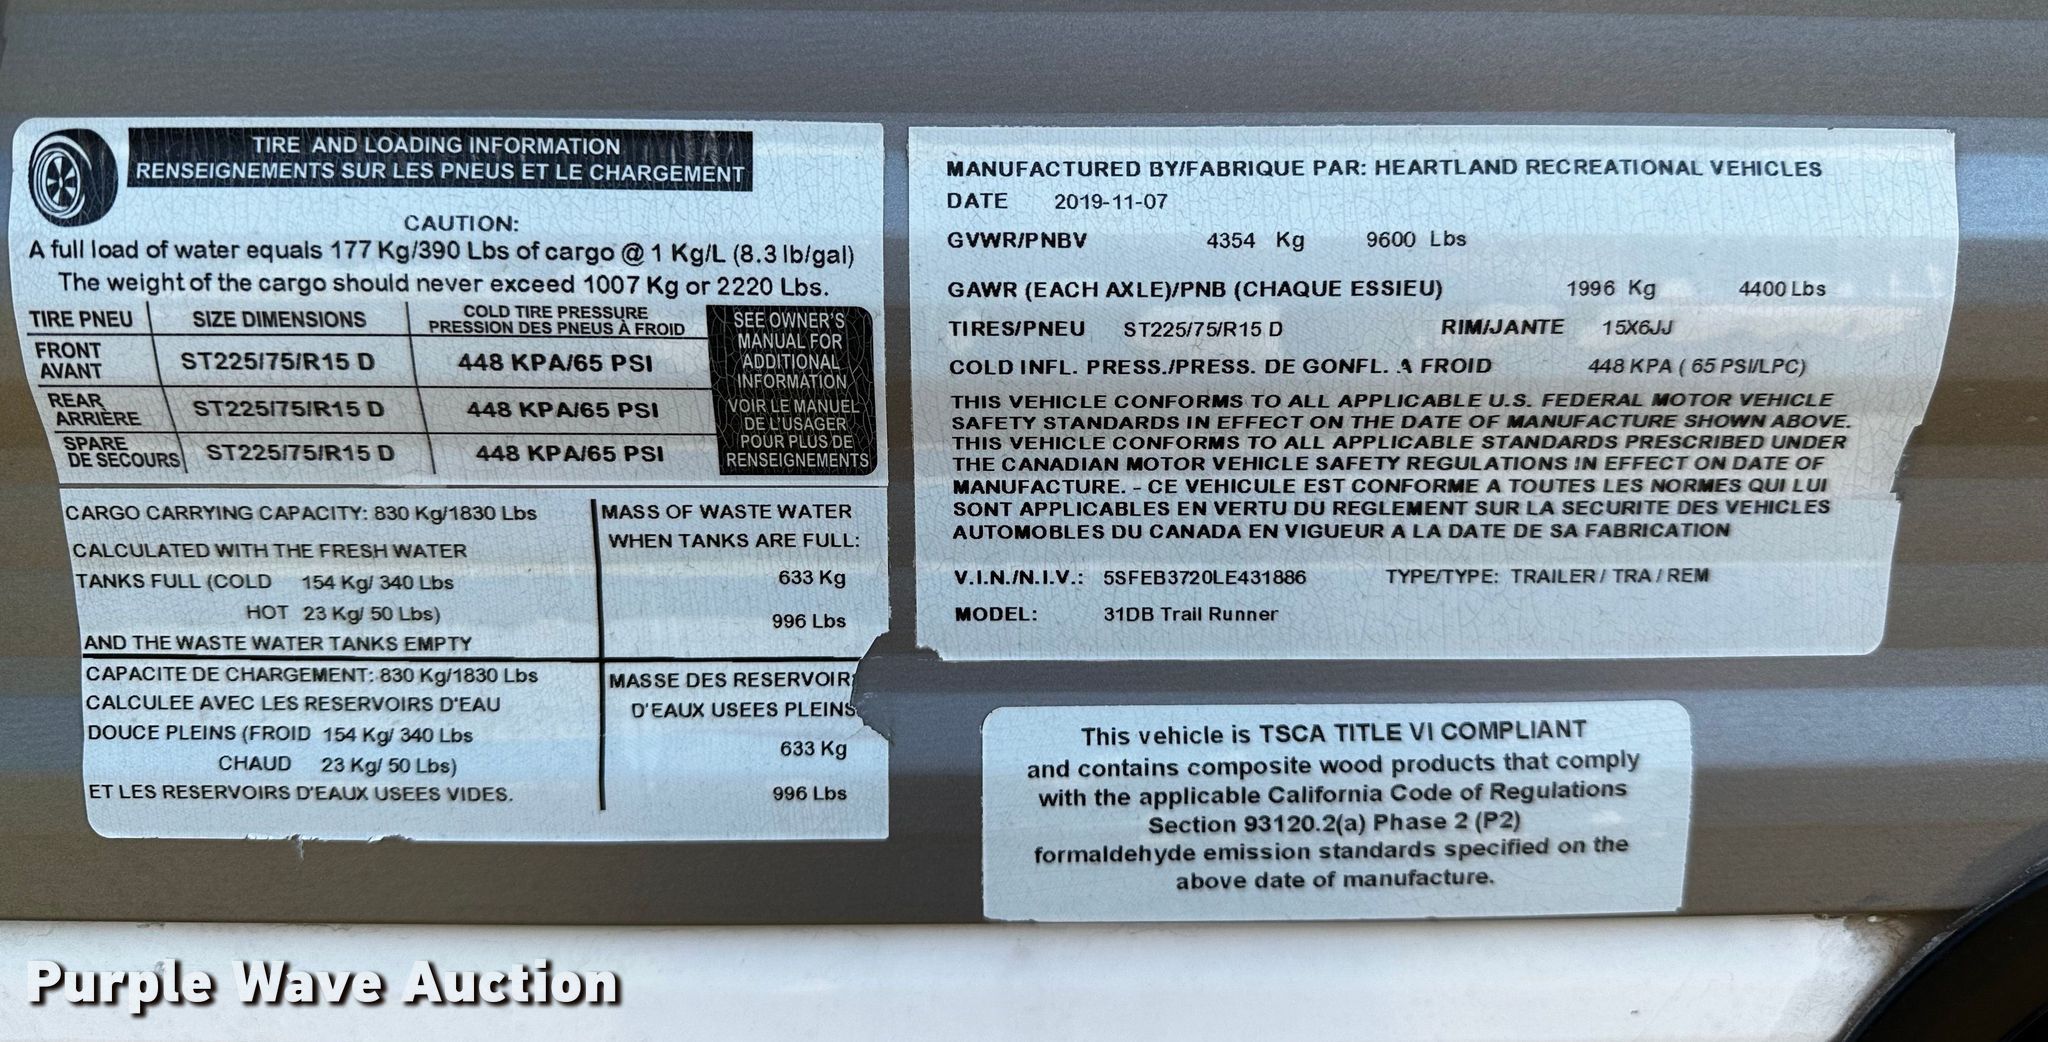 TIRE AND LOADING INFORMATION
RENSEIGNEMENTS SUR LES PNEUS ET LE CHARGEMENT
CAUTION:
A full load of water equals 177 Kg/390 Lbs of cargo @ 1 Kg/L (8.3 lb/gal)
The weight of the cargo should never exceed 1007 Kg or 2220 Lbs.
TIRE PNEU SIZE DIMENSIONS COLD TIRE PRESSURE
PRESSION DES PNEUS À FROID
FRONT
AVANT ST225/75/R15 D 448 KPA/65 PSI
REAR
ARRIÈRE ST225/75/R15 D 448 KPA/65 PSI
SPARE
DE SECOURS ST225/75/R15 D 448 KPA/65 PSI
SEE OWNER'S
MANUAL FOR
ADDITIONAL
INFORMATION
VOIR LE MANUEL
DE L'USAGER
POUR PLUS DE
RENSEIGNEMENTS
CARGO CARRYING CAPACITY: 830 Kg/1830 Lbs
CALCULATED WITH THE FRESH WATER
TANKS FULL (COLD 154 Kg/ 340 Lbs
HOT 23 Kg/ 50 Lbs)
AND THE WASTE WATER TANKS EMPTY
MASS OF WASTE WATER
WHEN TANKS ARE FULL:
633 Kg
996 Lbs
CAPACITE DE CHARGEMENT: 830 Kg/1830 Lbs
CALCULEE AVEC LES RESERVOIRS D'EAU
DOUCE PLEINS (FROID 154 Kg/ 340 Lbs
CHAUD 23 Kg/ 50 Lbs)
ET LES RESERVOIRS D'EAUX USEES VIDES.
MASSE DES RESERVOIR
D'EAUX USEES PLEINS
633 Kg
996 Lbs
MANUFACTURED BY/FABRIQUE PAR: HEARTLAND RECREATIONAL VEHICLES
DATE 2019-11-07
GVWR/PNBV 4354 Kg 9600 Lbs
GAWR (EACH AXLE)/PNB (CHAQUE ESSIEU) 1996 Kg 4400 Lbs
TIRES/PNEU ST225/75/R15 D RIM/JANTE 15X6JJ
COLD INFL. PRESS./PRESS. DE GONFL. A FROID 448 KPA ( 65 PSI/LPC)
THIS VEHICLE CONFORMS TO ALL APPLICABLE U.S. FEDERAL MOTOR VEHICLE
SAFETY STANDARDS IN EFFECT ON THE DATE OF MANUFACTURE SHOWN ABOVE.
THIS VEHICLE CONFORMS TO ALL APPLICABLE STANDARDS PRESCRIBED UNDER
THE CANADIAN MOTOR VEHICLE SAFETY REGULATIONS IN EFFECT ON DATE OF
MANUFACTURE. - CE VEHICULE EST CONFORME A TOUTES LES NORMES QUI LUI
SONT APPLICABLES EN VERTU DU REGLEMENT SUR LA SECURITE DES VEHICLES
AUTOMOBILES DU CANADA EN VIGUEUR A LA DATE DE SA FABRICATION
V.I.N./N.I.V.: 5SFEB3720LE431886 TYPE/TYPE: TRAILER / TRA / REM
MODEL: 31DB Trail Runner
This vehicle is TSCA TITLE VI COMPLIANT
and contains composite wood products that comply
with the applicable California Code of Regulations
Section 93120.2(a) Phase 2 (P2)
formaldehyde emission standards specified on the
above date of manufacture.
Purple Wave Auction